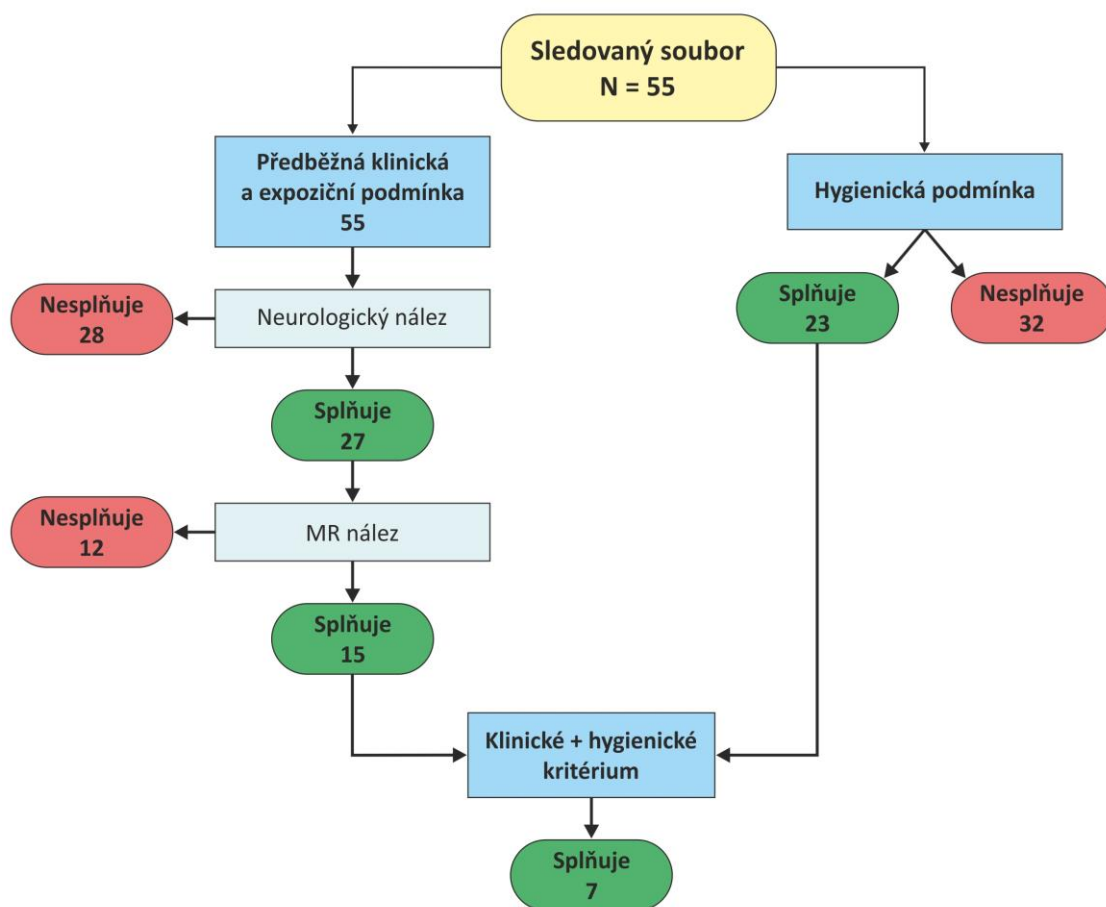 Sledovaný soubor
N = 55
Předběžná klinická
a expoziční podmínka
55
Hygienická podmínka
Nesplňuje
28
Neurologický nález
Splňuje
23
Nesplňuje
32
Splňuje
27
Nesplňuje
12
MR nález
Splňuje
15
Klinické + hygienické
kritérium
Splňuje
7